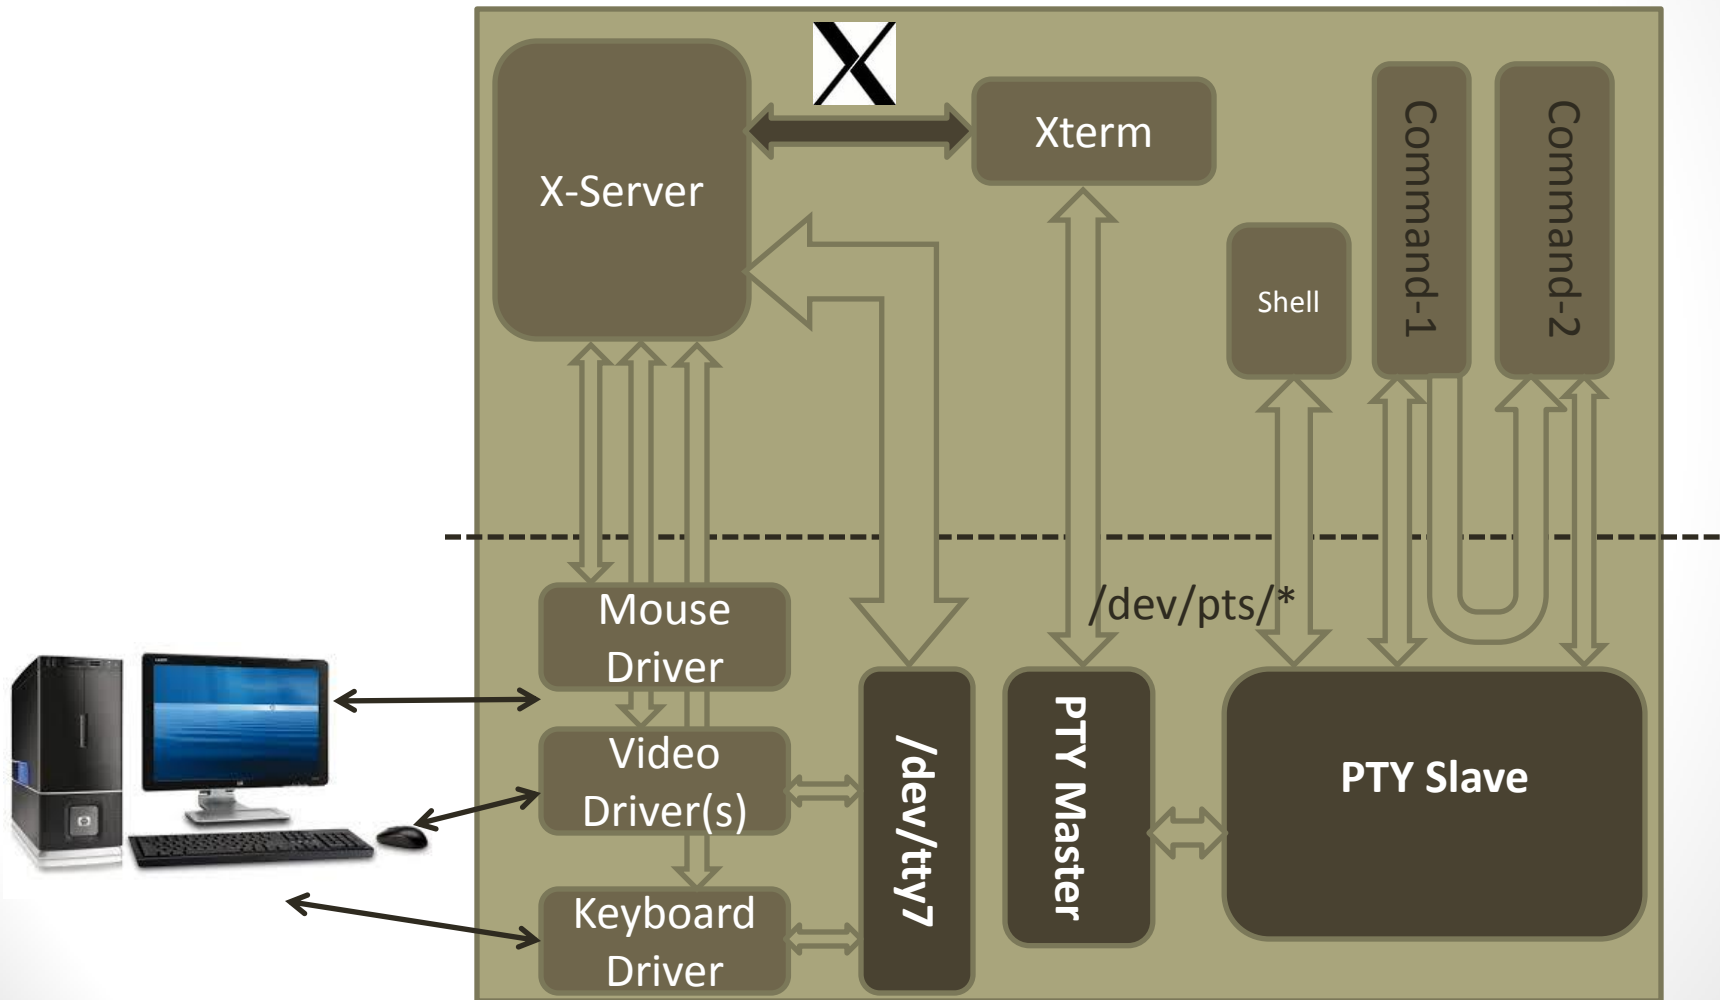 X
X-Server
Xterm
Shell
Command-1
Command-2
/dev/pts/*
Mouse
Driver
Video
Driver(s)
Keyboard
Driver
/dev/tty7
PTY Master
PTY Slave